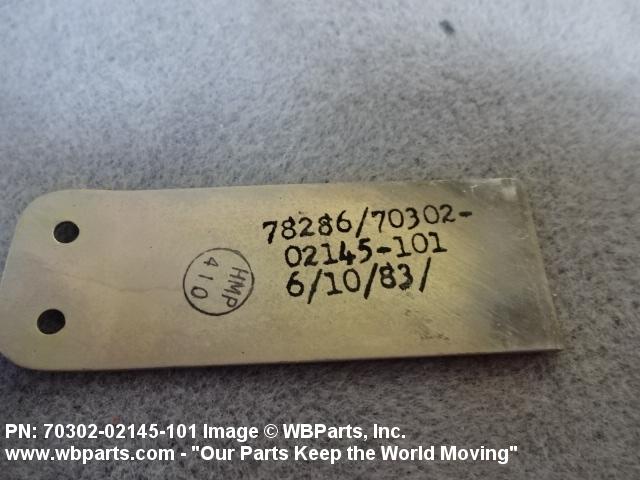 78286/70302-
02145-101
6/10/83/
HMP
410
PN: 70302-02145-101 Image © WBParts, Inc.
www.wbparts.com - "Our Parts Keep the World Moving"